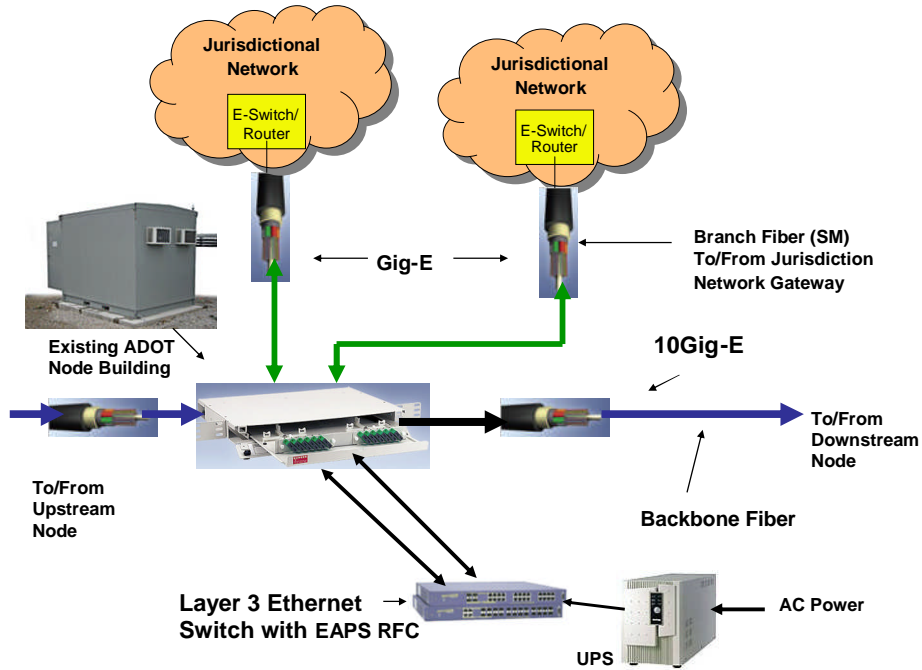 Jurisdictional
Network
E-Switch/
Router
Jurisdictional
Network
E-Switch/
Router
Gig-E
Branch Fiber (SM)
To/From Jurisdiction
Network Gateway
Existing ADOT
Node Building
10Gig-E
To/From
Upstream
Node
To/From
Downstream
Node
Backbone Fiber
Layer 3 Ethernet
Switch with EAPS RFC
AC Power
UPS